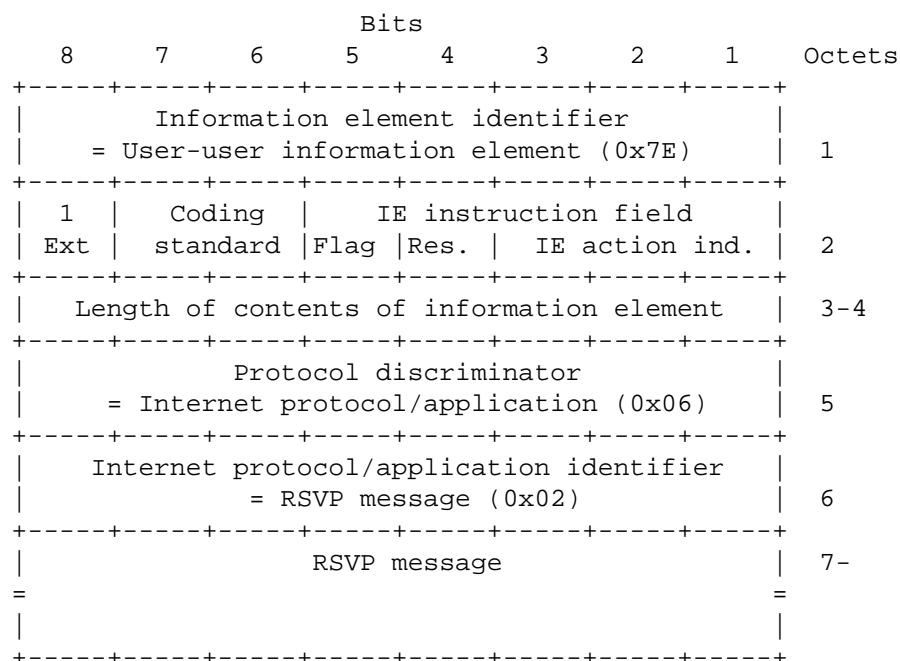 Bits
    8     7     6     5     4     3     2     1    Octets
 +-----+-----+-----+-----+-----+-----+-----+-----+
 |         Information element identifier        |
 |     = User-user information element (0x7E)    |  1
 +-----+-----+-----+-----+-----+-----+-----+-----+
 |  1  |   Coding  |    IE instruction field     |
 | Ext |  standard |Flag |Res. |  IE action ind. |  2
 +-----+-----+-----+-----+-----+-----+-----+-----+
 |   Length of contents of information element   |  3-4
 +-----+-----+-----+-----+-----+-----+-----+-----+
 |             Protocol discriminator            |
 |     = Internet protocol/application (0x06)    |  5
 +-----+-----+-----+-----+-----+-----+-----+-----+
 |    Internet protocol/application identifier   |
 |              = RSVP message (0x02)            |  6
 +-----+-----+-----+-----+-----+-----+-----+-----+
 |                  RSVP message                 |  7-
 =                                               =
 |                                               |
 +-----+-----+-----+-----+-----+-----+-----+-----+